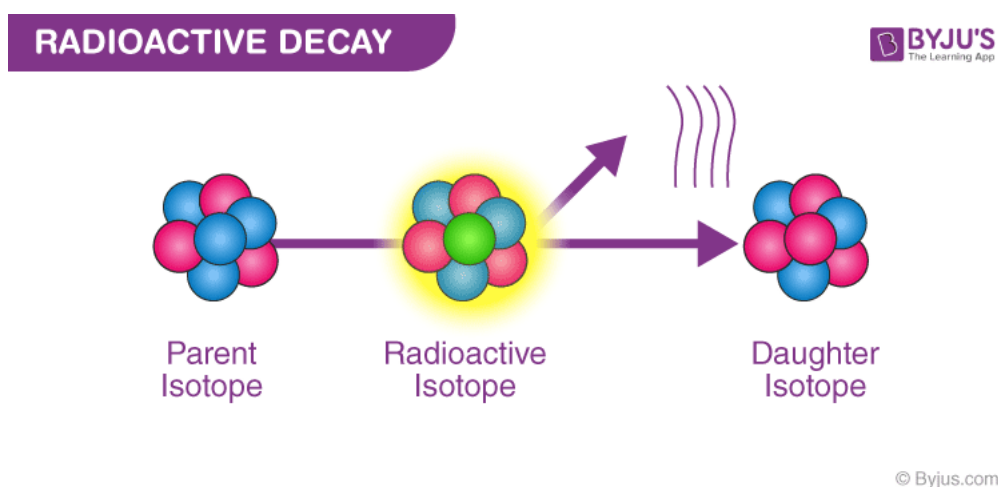 RADIOACTIVE DECAY
BYJU'S
The Learning App
Parent
Isotope
Radioactive
Isotope
Daughter
Isotope
© Byjus.com